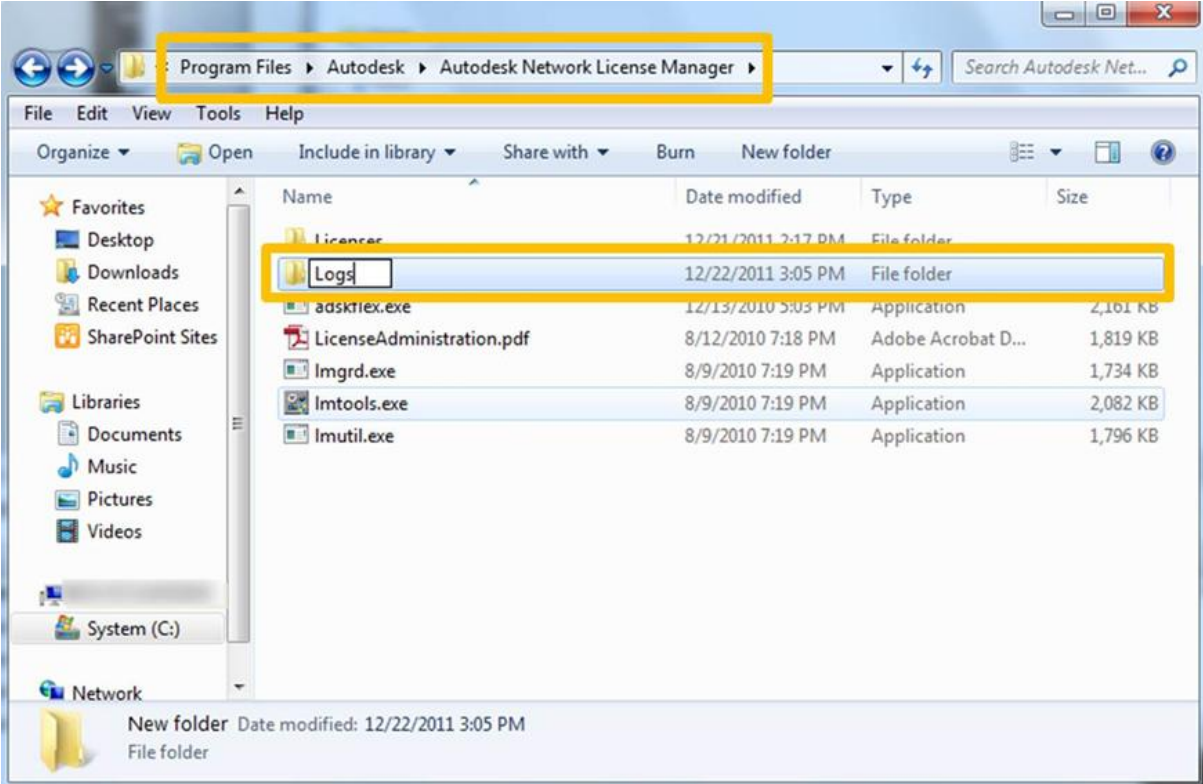 Program Files ▸ Autodesk ▸ Autodesk Network License Manager ▸ Search Autodesk Net...
File Edit View Tools Help
Organize Open Include in library Share with Burn New folder
Name Date modified Type Size
Favorites
Desktop
Downloads
Recent Places
SharePoint Sites
Libraries
Documents
Music
Pictures
Videos
System (C:)
Network
Licenses 12/21/2011 2:17 PM File folder
Logs 12/22/2011 3:05 PM File folder
adskflex.exe 12/13/2010 5:03 PM Application 2,161 KB
LicenseAdministration.pdf 8/12/2010 7:18 PM Adobe Acrobat D... 1,819 KB
lmgrd.exe 8/9/2010 7:19 PM Application 1,734 KB
lmtools.exe 8/9/2010 7:19 PM Application 2,082 KB
lmutil.exe 8/9/2010 7:19 PM Application 1,796 KB
New folder Date modified: 12/22/2011 3:05 PM
File folder